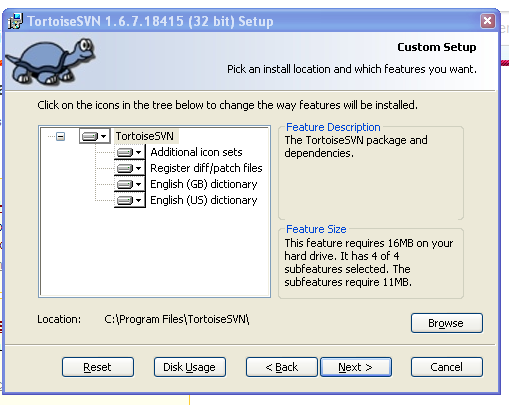 TortoiseSVN 1.6.7.18415 (32 bit) Setup
Custom Setup
Pick an install location and which features you want.
Click on the icons in the tree below to change the way features will be installed.
TortoiseSVN
Additional icon sets
Register diff/patch files
English (GB) dictionary
English (US) dictionary
Feature Description
The TortoiseSVN package and
dependencies.
Feature Size
This feature requires 16MB on your
hard drive. It has 4 of 4
subfeatures selected. The
subfeatures require 11MB.
Location: C:\Program Files\TortoiseSVN\
Browse
Reset Disk Usage < Back Next > Cancel